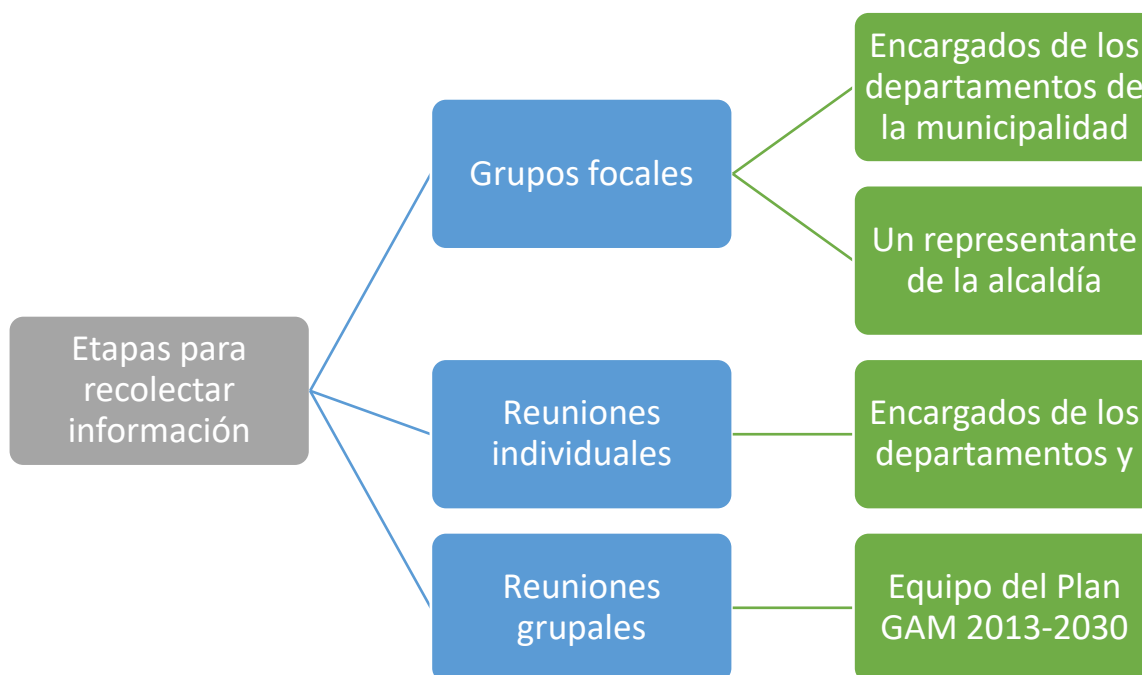 Etapas para
recolectar
información
Grupos focales
Encargados de los
departamentos de
la municipalidad
Un representante
de la alcaldía
Reuniones
individuales
Encargados de los
departamentos y
Reuniones
grupales
Equipo del Plan
GAM 2013-2030